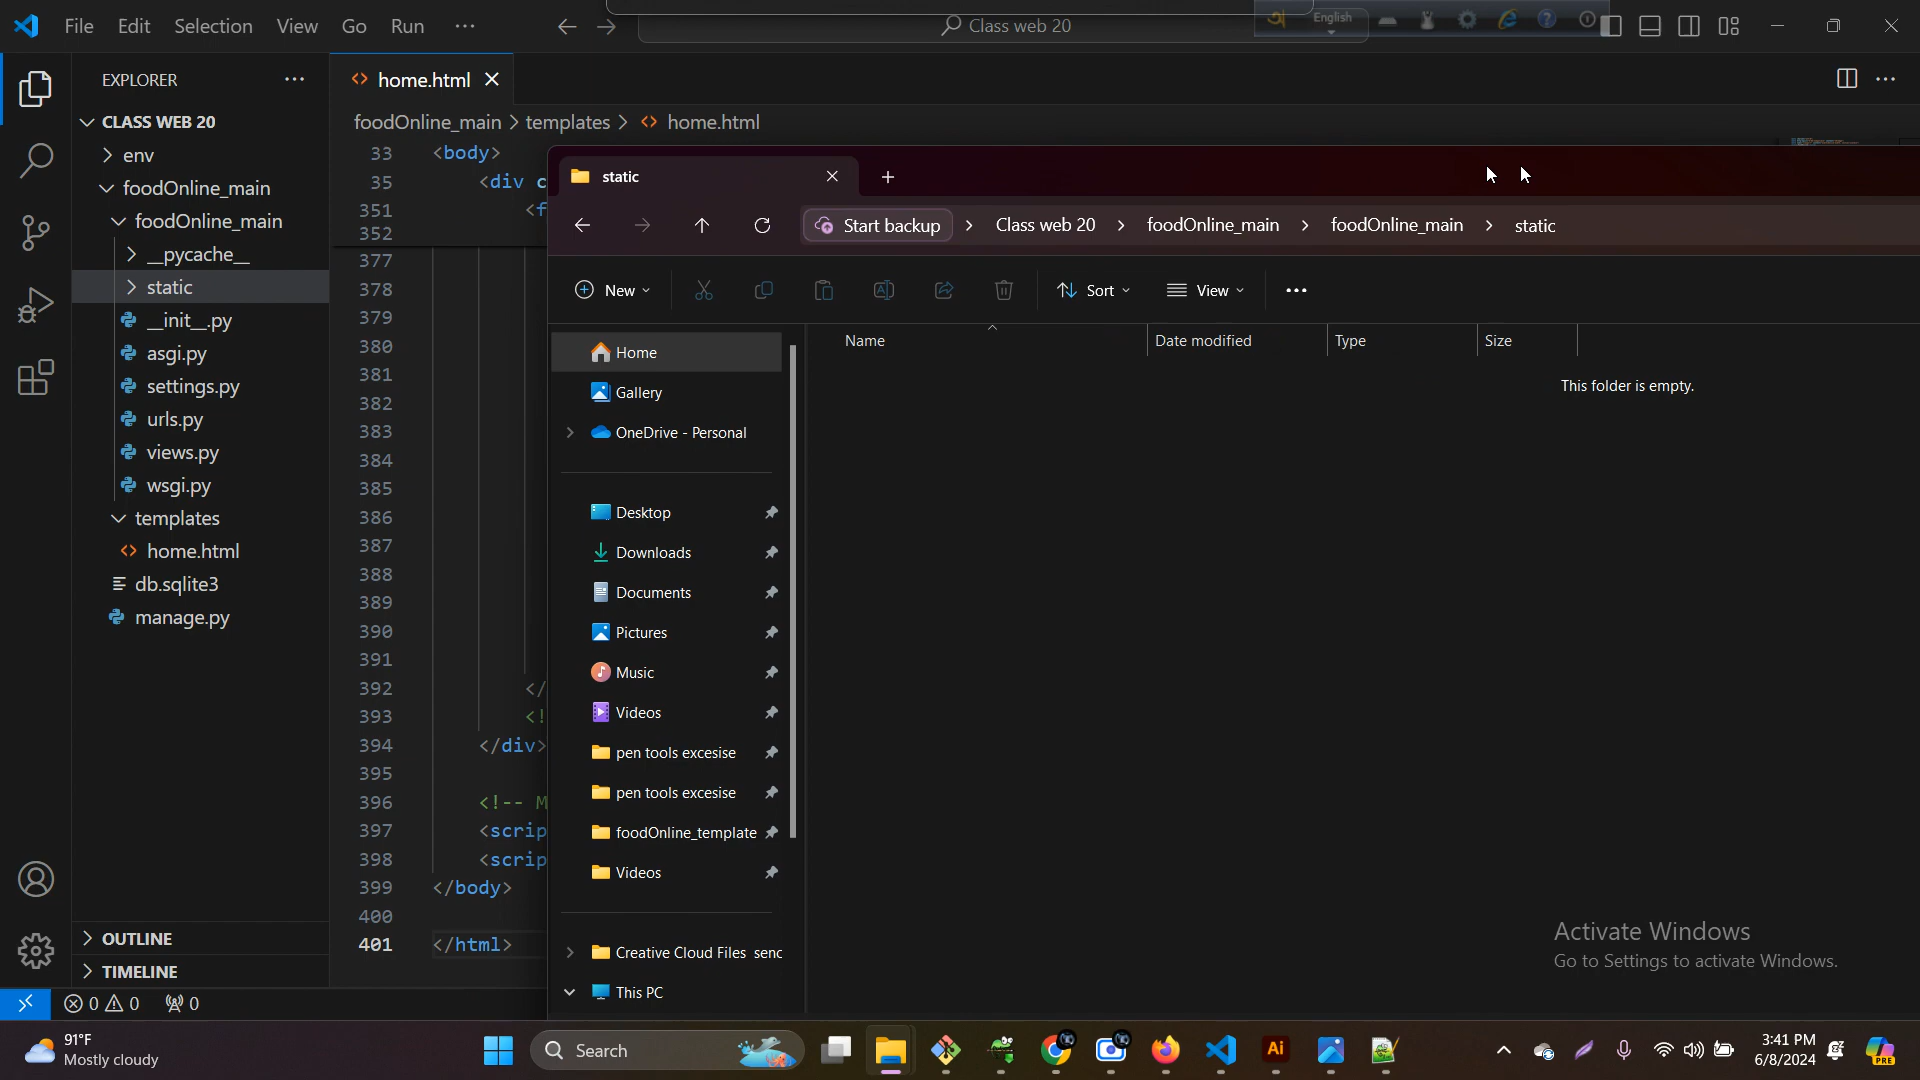 File Edit Selection View Go Run
Class web 20
English
EXPLORER
home.html
CLASS WEB 20
foodOnline_main > templates > home.html
env
foodOnline_main
foodOnline_main
__pycache__
static
__init__.py
asgi.py
settings.py
urls.py
views.py
wsgi.py
templates
home.html
db.sqlite3
manage.py
OUTLINE
TIMELINE
0 0 0
33 <body>
35 <div c
351 <f
352
377
378
379
380
381
382
383
384
385
386
387
388
389
390
391
392 </
393 <!
394 </div>
395
396 <!-- M
397 <scrip
398 <scrip
399 </body>
400
401 </html>
static
Start backup > Class web 20 > foodOnline_main > foodOnline_main > static
New Sort View
Name Date modified Type Size
This folder is empty.
Home
Gallery
OneDrive - Personal
Desktop
Downloads
Documents
Pictures
Music
Videos
pen tools excesise
pen tools excesise
foodOnline_template
Videos
Creative Cloud Files senc
This PC
Activate Windows
Go to Settings to activate Windows.
91°F
Mostly cloudy
Search
Ai
3:41 PM
6/8/2024
PRE